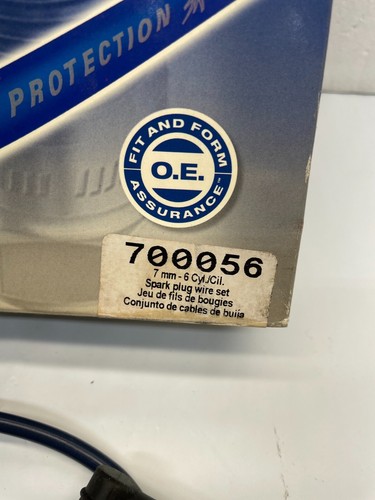 PROTECTION
FIT AND FORM
O.E.
ASSURANCE
700056
7 mm - 6 Cyl./Cil.
Spark plug wire set
Jeu de fils de bougies
Conjunto de cables de bujia